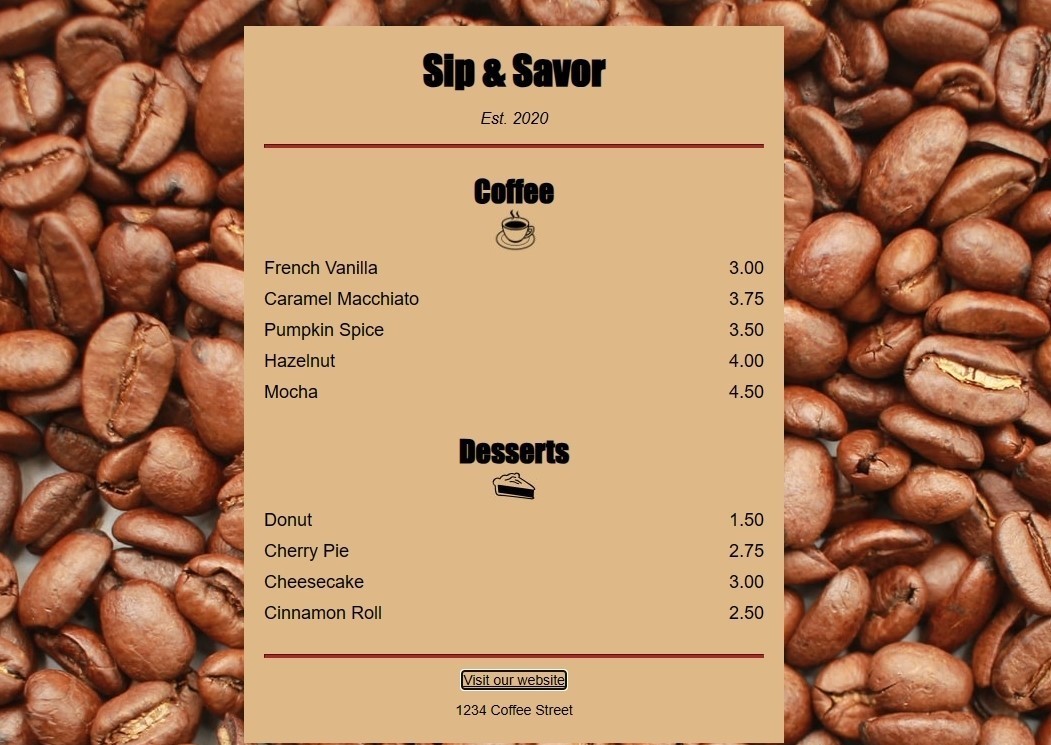 Sip & Savor
Est. 2020
Coffee
French Vanilla 3.00
Caramel Macchiato 3.75
Pumpkin Spice 3.50
Hazelnut 4.00
Mocha 4.50
Desserts
Donut 1.50
Cherry Pie 2.75
Cheesecake 3.00
Cinnamon Roll 2.50
Visit our website
1234 Coffee Street